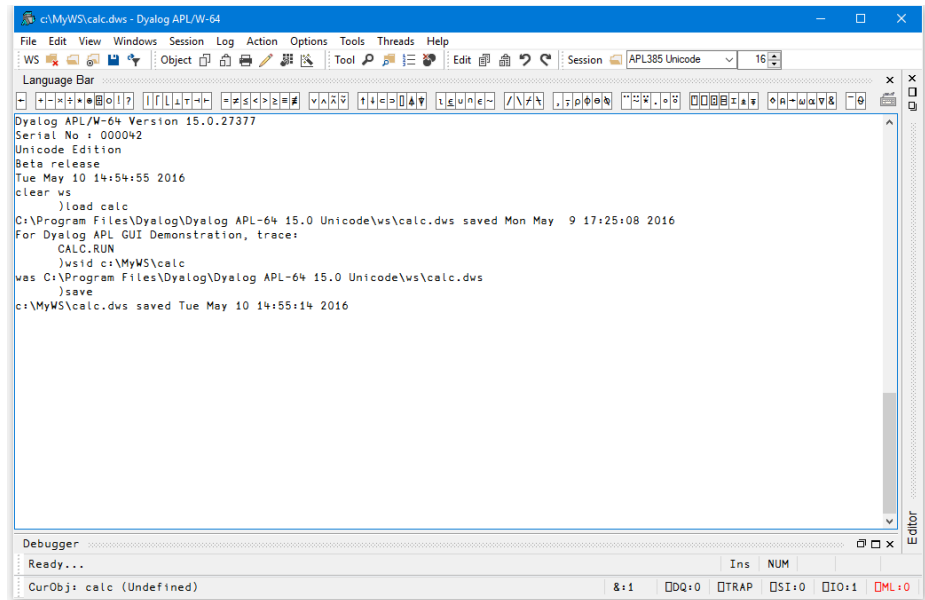 c:\MyWS\calc.dws - Dyalog APL/W-64
File Edit View Windows Session Log Action Options Tools Threads Help
WS Object Tool Edit Session APL385 Unicode 16
Language Bar
← + - × ÷ * ⍟ ⌹ ○ ! ? | ⌈ ⌊ ⊥ ⊤ ⊣ ⊢ = ≠ ≤ < > ≥ ≡ ≢ ∨ ∧ ⍲ ⍱ ↑ ↓ ⊂ ⊃ ⌷ ⍋ ⍒ ⍳ ⍷ ∪ ∩ ∊ ~ / \ ⌿ ⍀ , ⍪ ⍴ ⌽ ⊖ ⍉ ¨ ⍨ ⍣ . ∘ ⍤ ⍞ ⎕ ⍠ ⌸ ⌶ ⍎ ⍕ ⋄ ⍝ → ⍵ ⍺ ∇ & ¯ ⍬
Dyalog APL/W-64 Version 15.0.27377
Serial No : 000042
Unicode Edition
Beta release
Tue May 10 14:54:55 2016
clear ws
)load calc
C:\Program Files\Dyalog\Dyalog APL-64 15.0 Unicode\ws\calc.dws saved Mon May  9 17:25:08 2016
For Dyalog APL GUI Demonstration, trace:
CALC.RUN
)wsid c:\MyWS\calc
was C:\Program Files\Dyalog\Dyalog APL-64 15.0 Unicode\ws\calc.dws
)save
c:\MyWS\calc.dws saved Tue May 10 14:55:14 2016
Editor
Debugger
Ready... Ins NUM
CurObj: calc (Undefined) &:1 ⎕DQ:0 ⎕TRAP ⎕SI:0 ⎕IO:1 ⎕ML:0